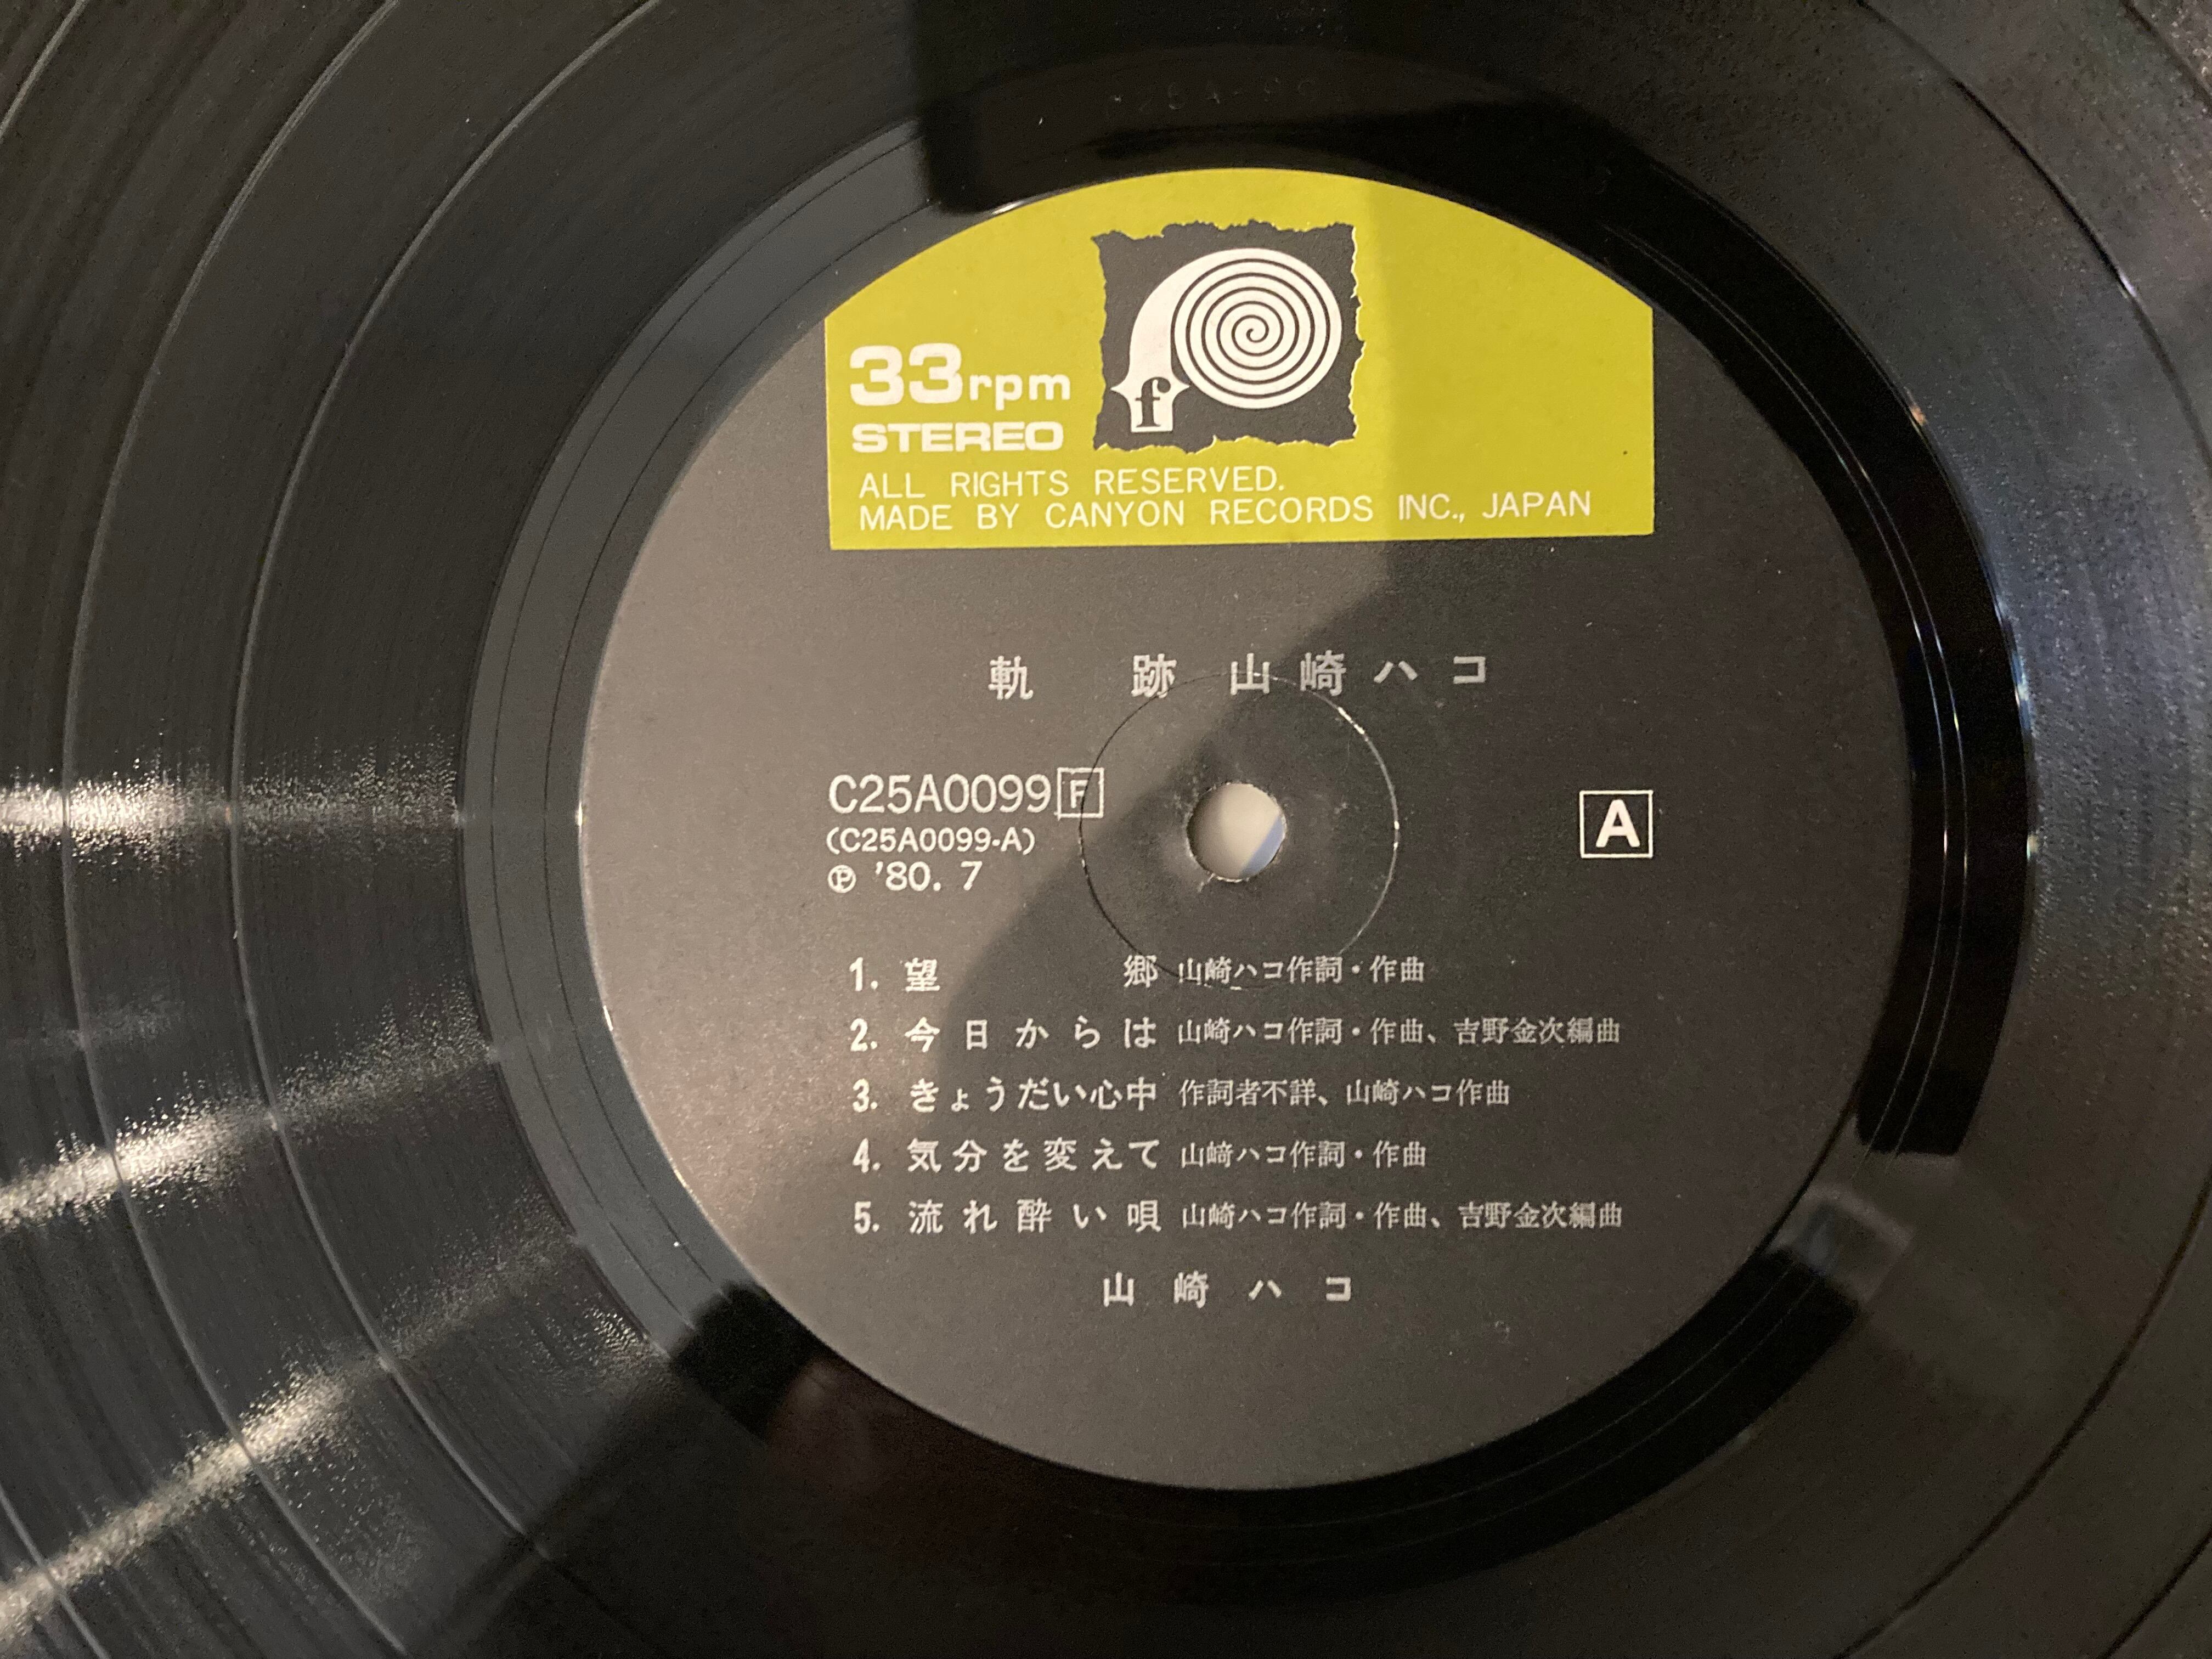 f
33rpm
STEREO
ALL RIGHTS RESERVED.
MADE BY CANYON RECORDS INC., JAPAN
軌 跡 山崎ハコ
C25A0099 F
(C25A0099-A)
℗ '80. 7
A
1. 望 郷 山崎ハコ作詞・作曲
2. 今日からは 山崎ハコ作詞・作曲、吉野金次編曲
3. きょうだい心中 作詞者不詳、山崎ハコ作曲
4. 気分を変えて 山崎ハコ作詞・作曲
5. 流れ酔い唄 山崎ハコ作詞・作曲、吉野金次編曲
山崎ハコ